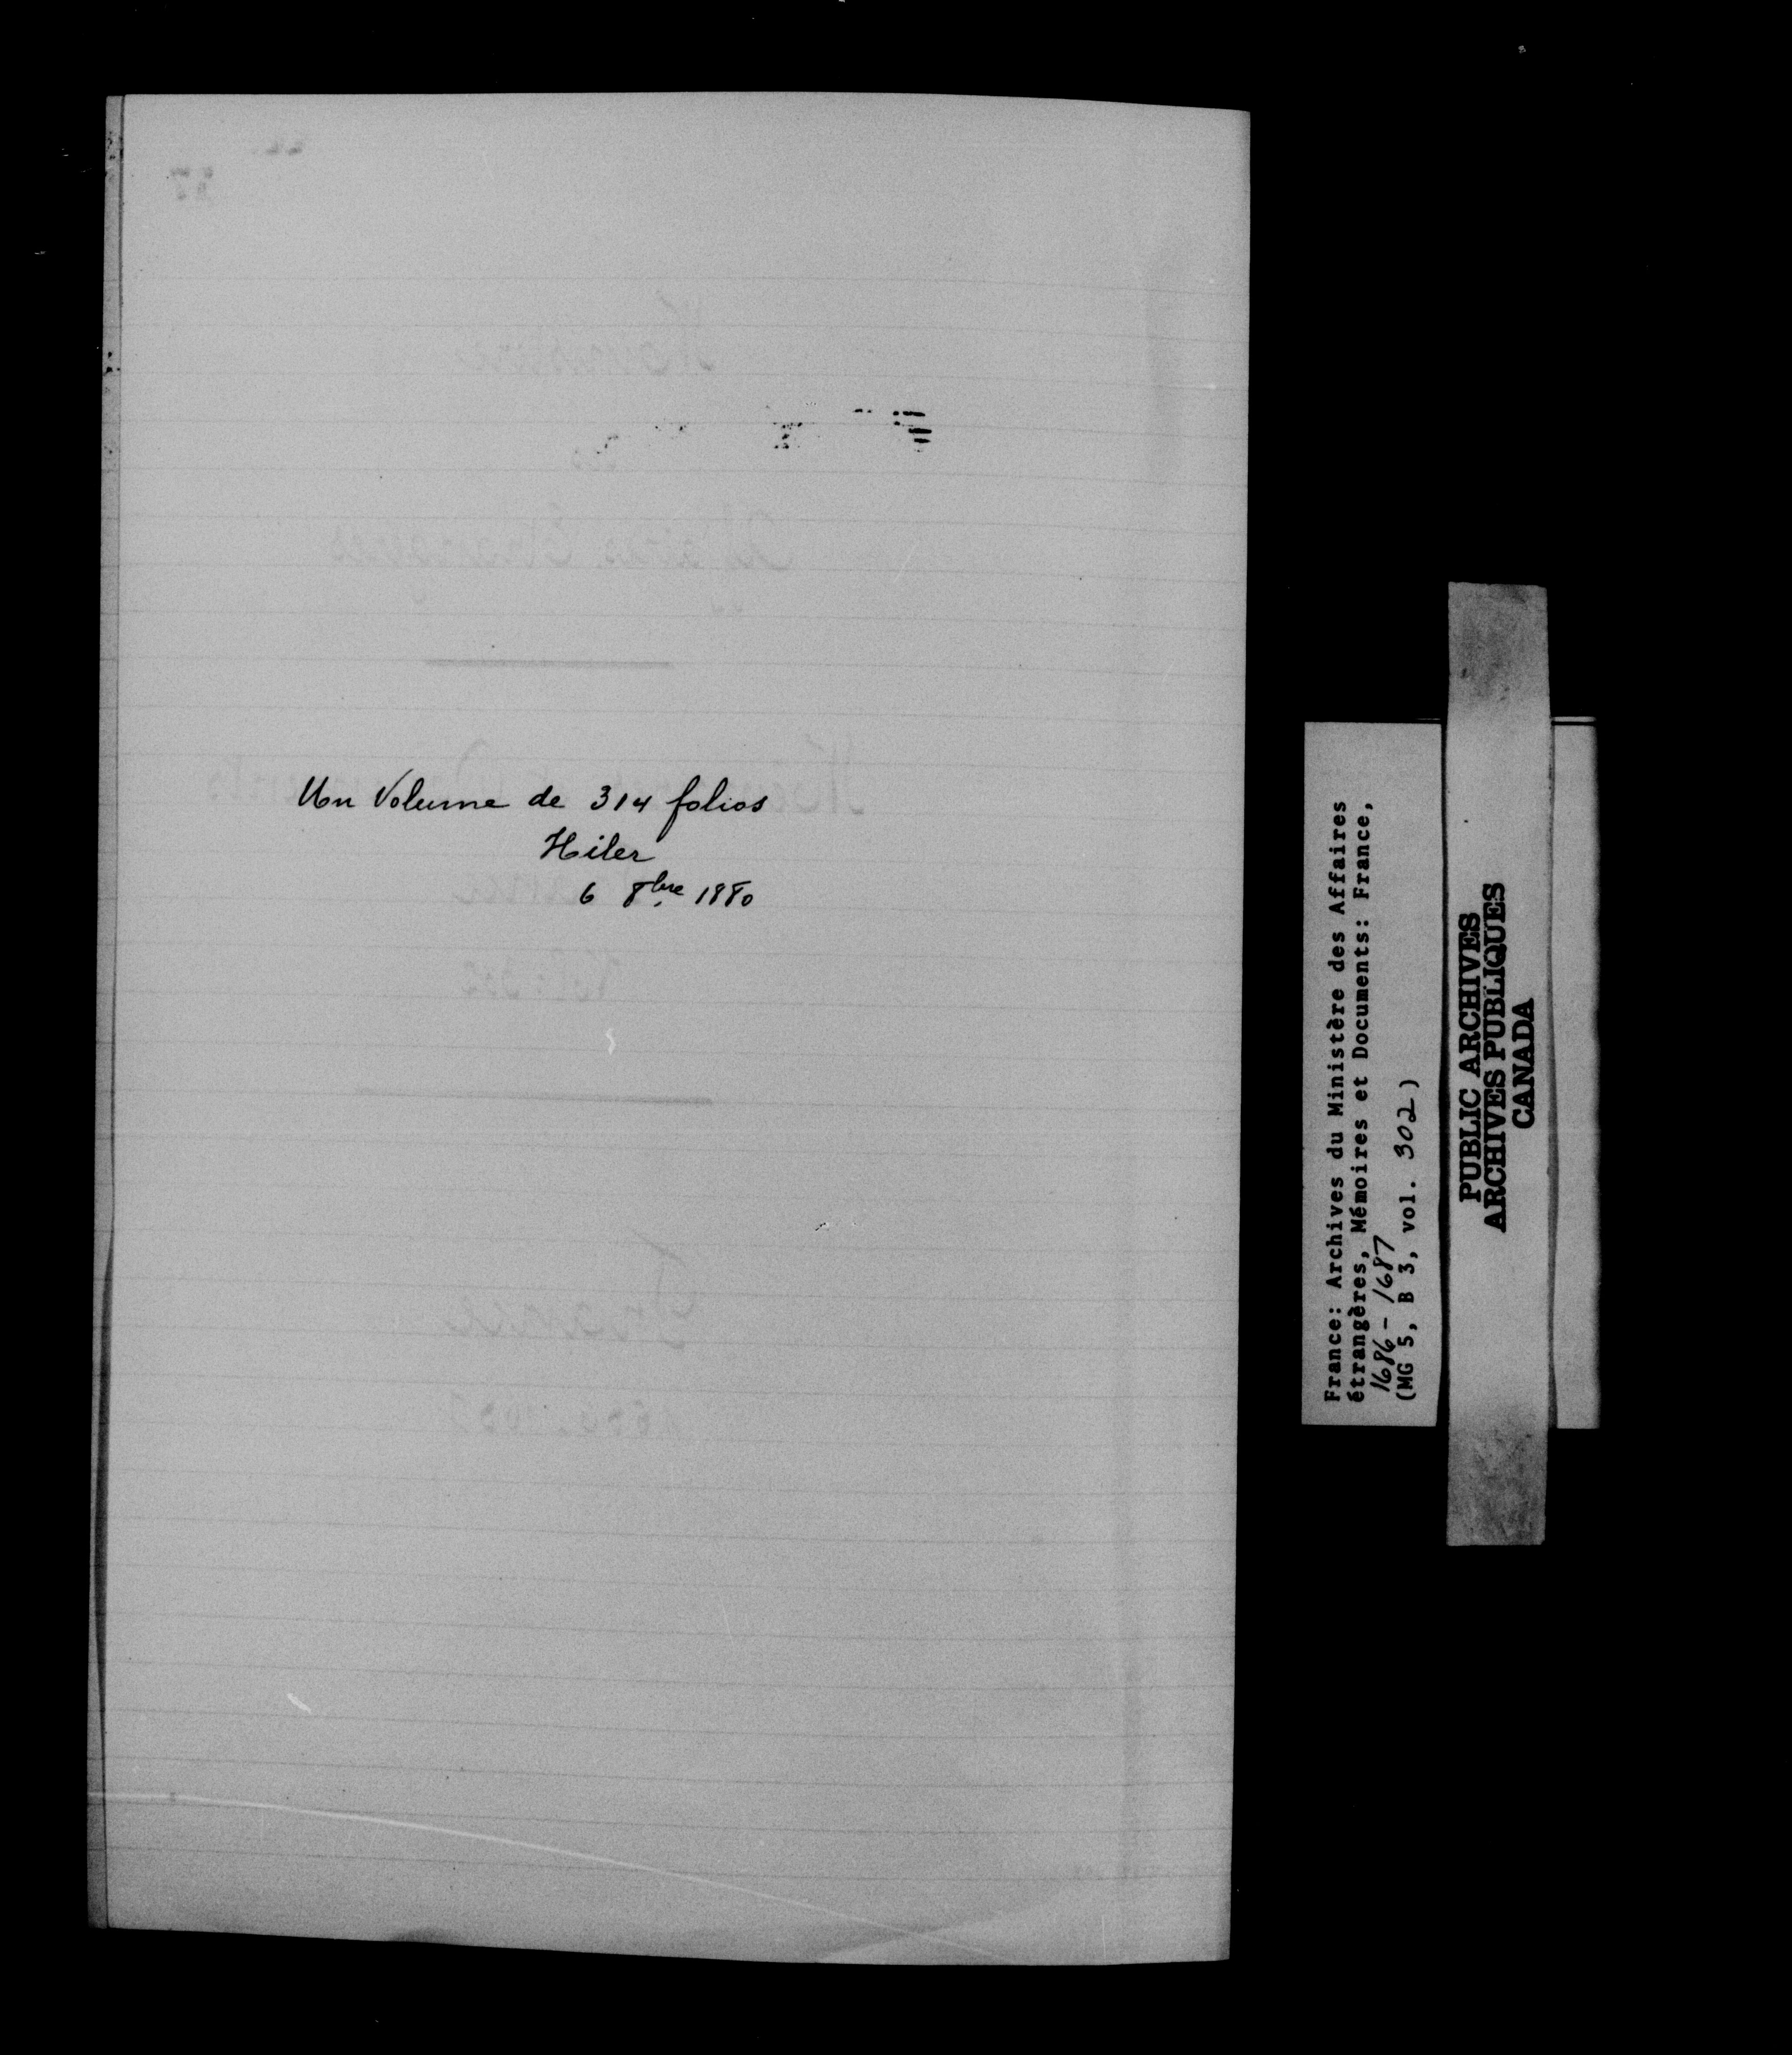 Un Volume de 314 folios
Hiler
6 8bre 1880
France: Archives du Ministère des Affaires
étrangères, Mémoires et Documents: France,
1686 - 1687
(MG 5, B 3, vol. 302)
PUBLIC ARCHIVES
ARCHIVES PUBLIQUES
CANADA